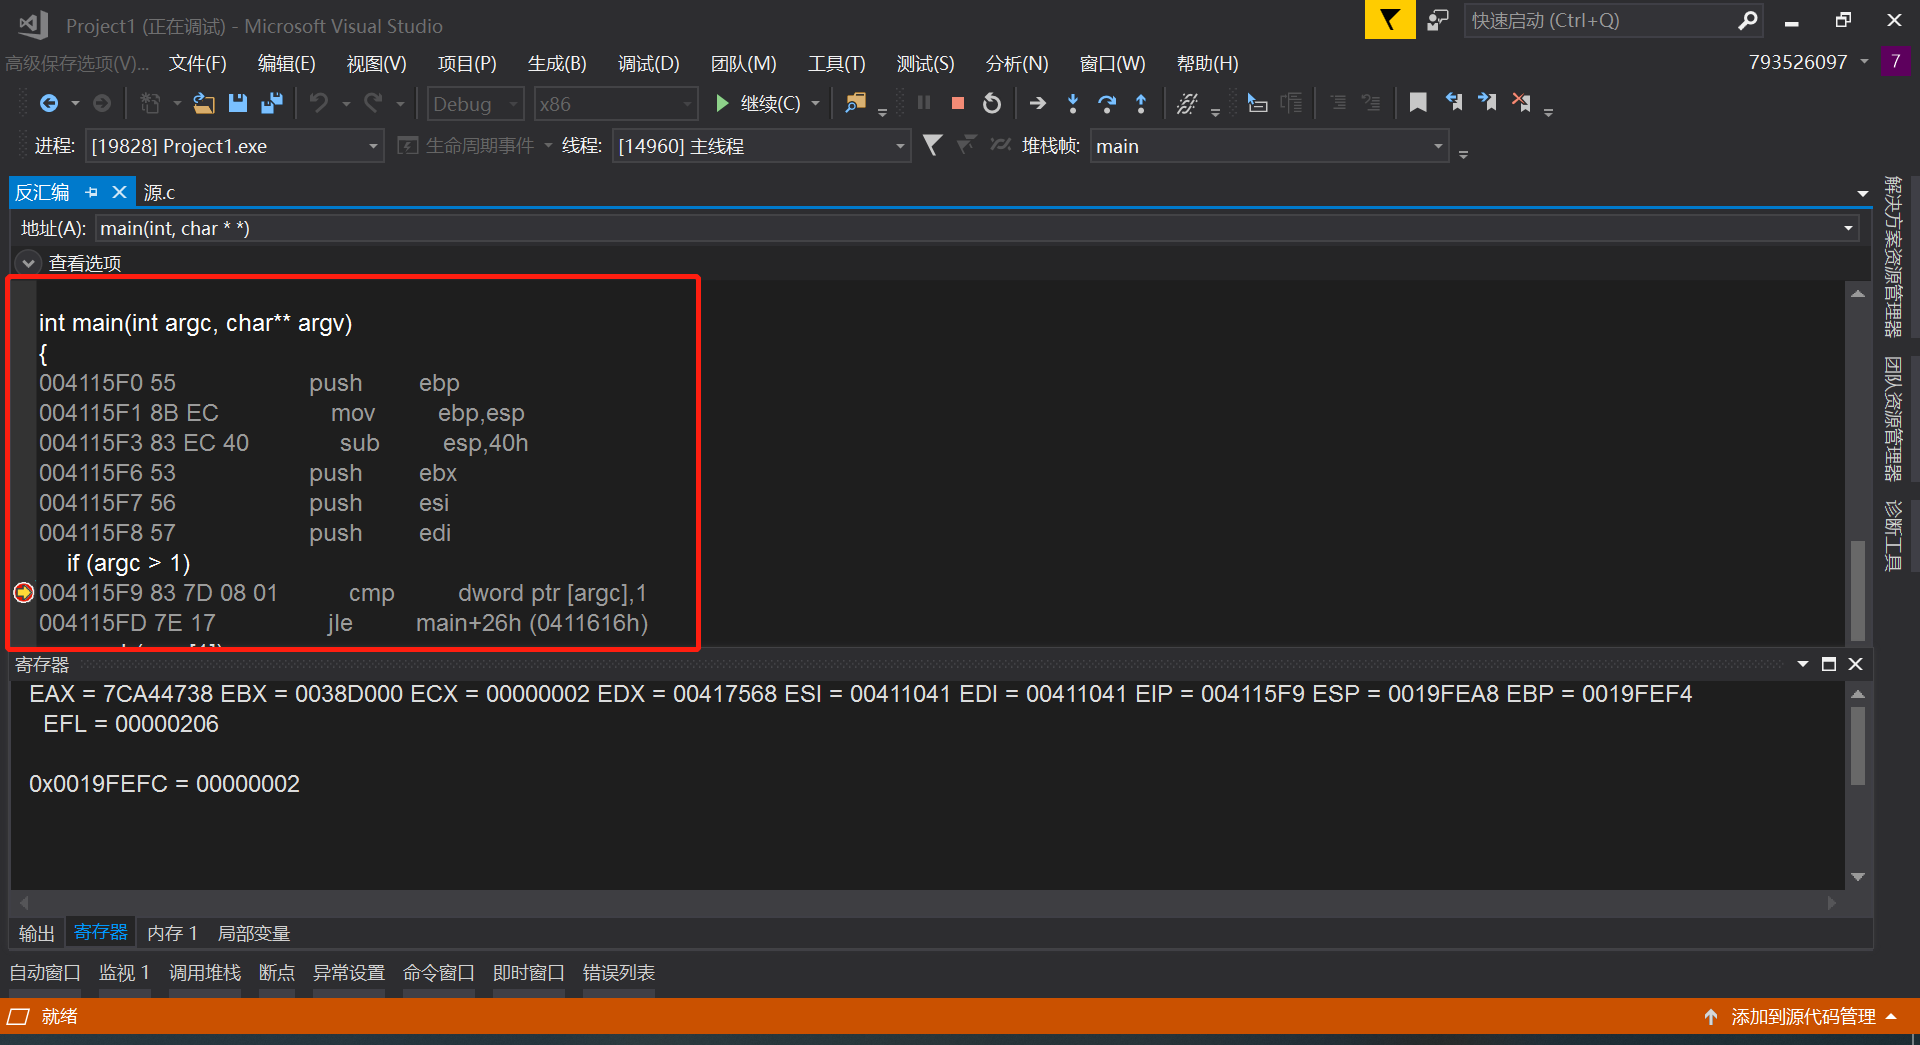 Project1 (正在调试) - Microsoft Visual Studio
快速启动 (Ctrl+Q)
高级保存选项(V)... 文件(F) 编辑(E) 视图(V) 项目(P) 生成(B) 调试(D) 团队(M) 工具(T) 测试(S) 分析(N) 窗口(W) 帮助(H)
793526097 7
Debug x86 继续(C)
进程: [19828] Project1.exe 生命周期事件 线程: [14960] 主线程 堆栈帧: main
反汇编 源.c
地址(A): main(int, char * *)
查看选项
int main(int argc, char** argv)
{
004115F0 55 push ebp
004115F1 8B EC mov ebp,esp
004115F3 83 EC 40 sub esp,40h
004115F6 53 push ebx
004115F7 56 push esi
004115F8 57 push edi
if (argc > 1)
004115F9 83 7D 08 01 cmp dword ptr [argc],1
004115FD 7E 17 jle main+26h (0411616h)
寄存器
EAX = 7CA44738 EBX = 0038D000 ECX = 00000002 EDX = 00417568 ESI = 00411041 EDI = 00411041 EIP = 004115F9 ESP = 0019FEA8 EBP = 0019FEF4
EFL = 00000206
0x0019FEFC = 00000002
输出 寄存器 内存 1 局部变量
自动窗口 监视 1 调用堆栈 断点 异常设置 命令窗口 即时窗口 错误列表
就绪
添加到源代码管理
解决方案资源管理器
团队资源管理器
诊断工具